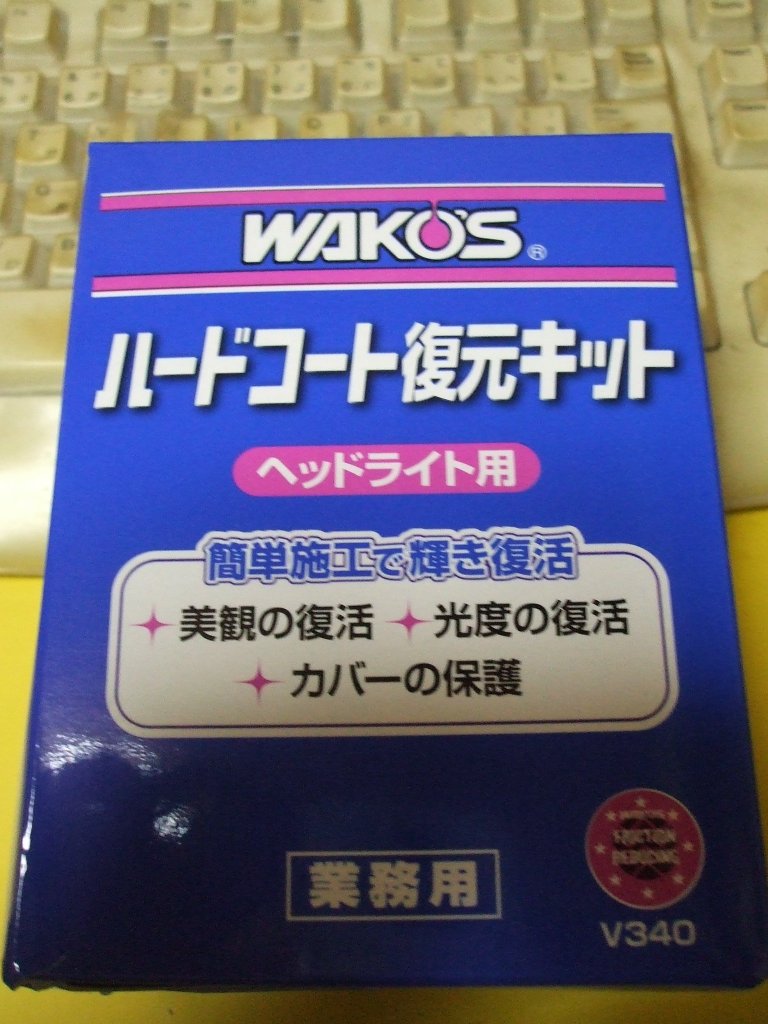 WAKO'S®
ハードコート復元キット
ヘッドライト用
簡単施工で輝き復活
美観の復活 光度の復活
カバーの保護
業務用
FRICTION
REDUCING
V340